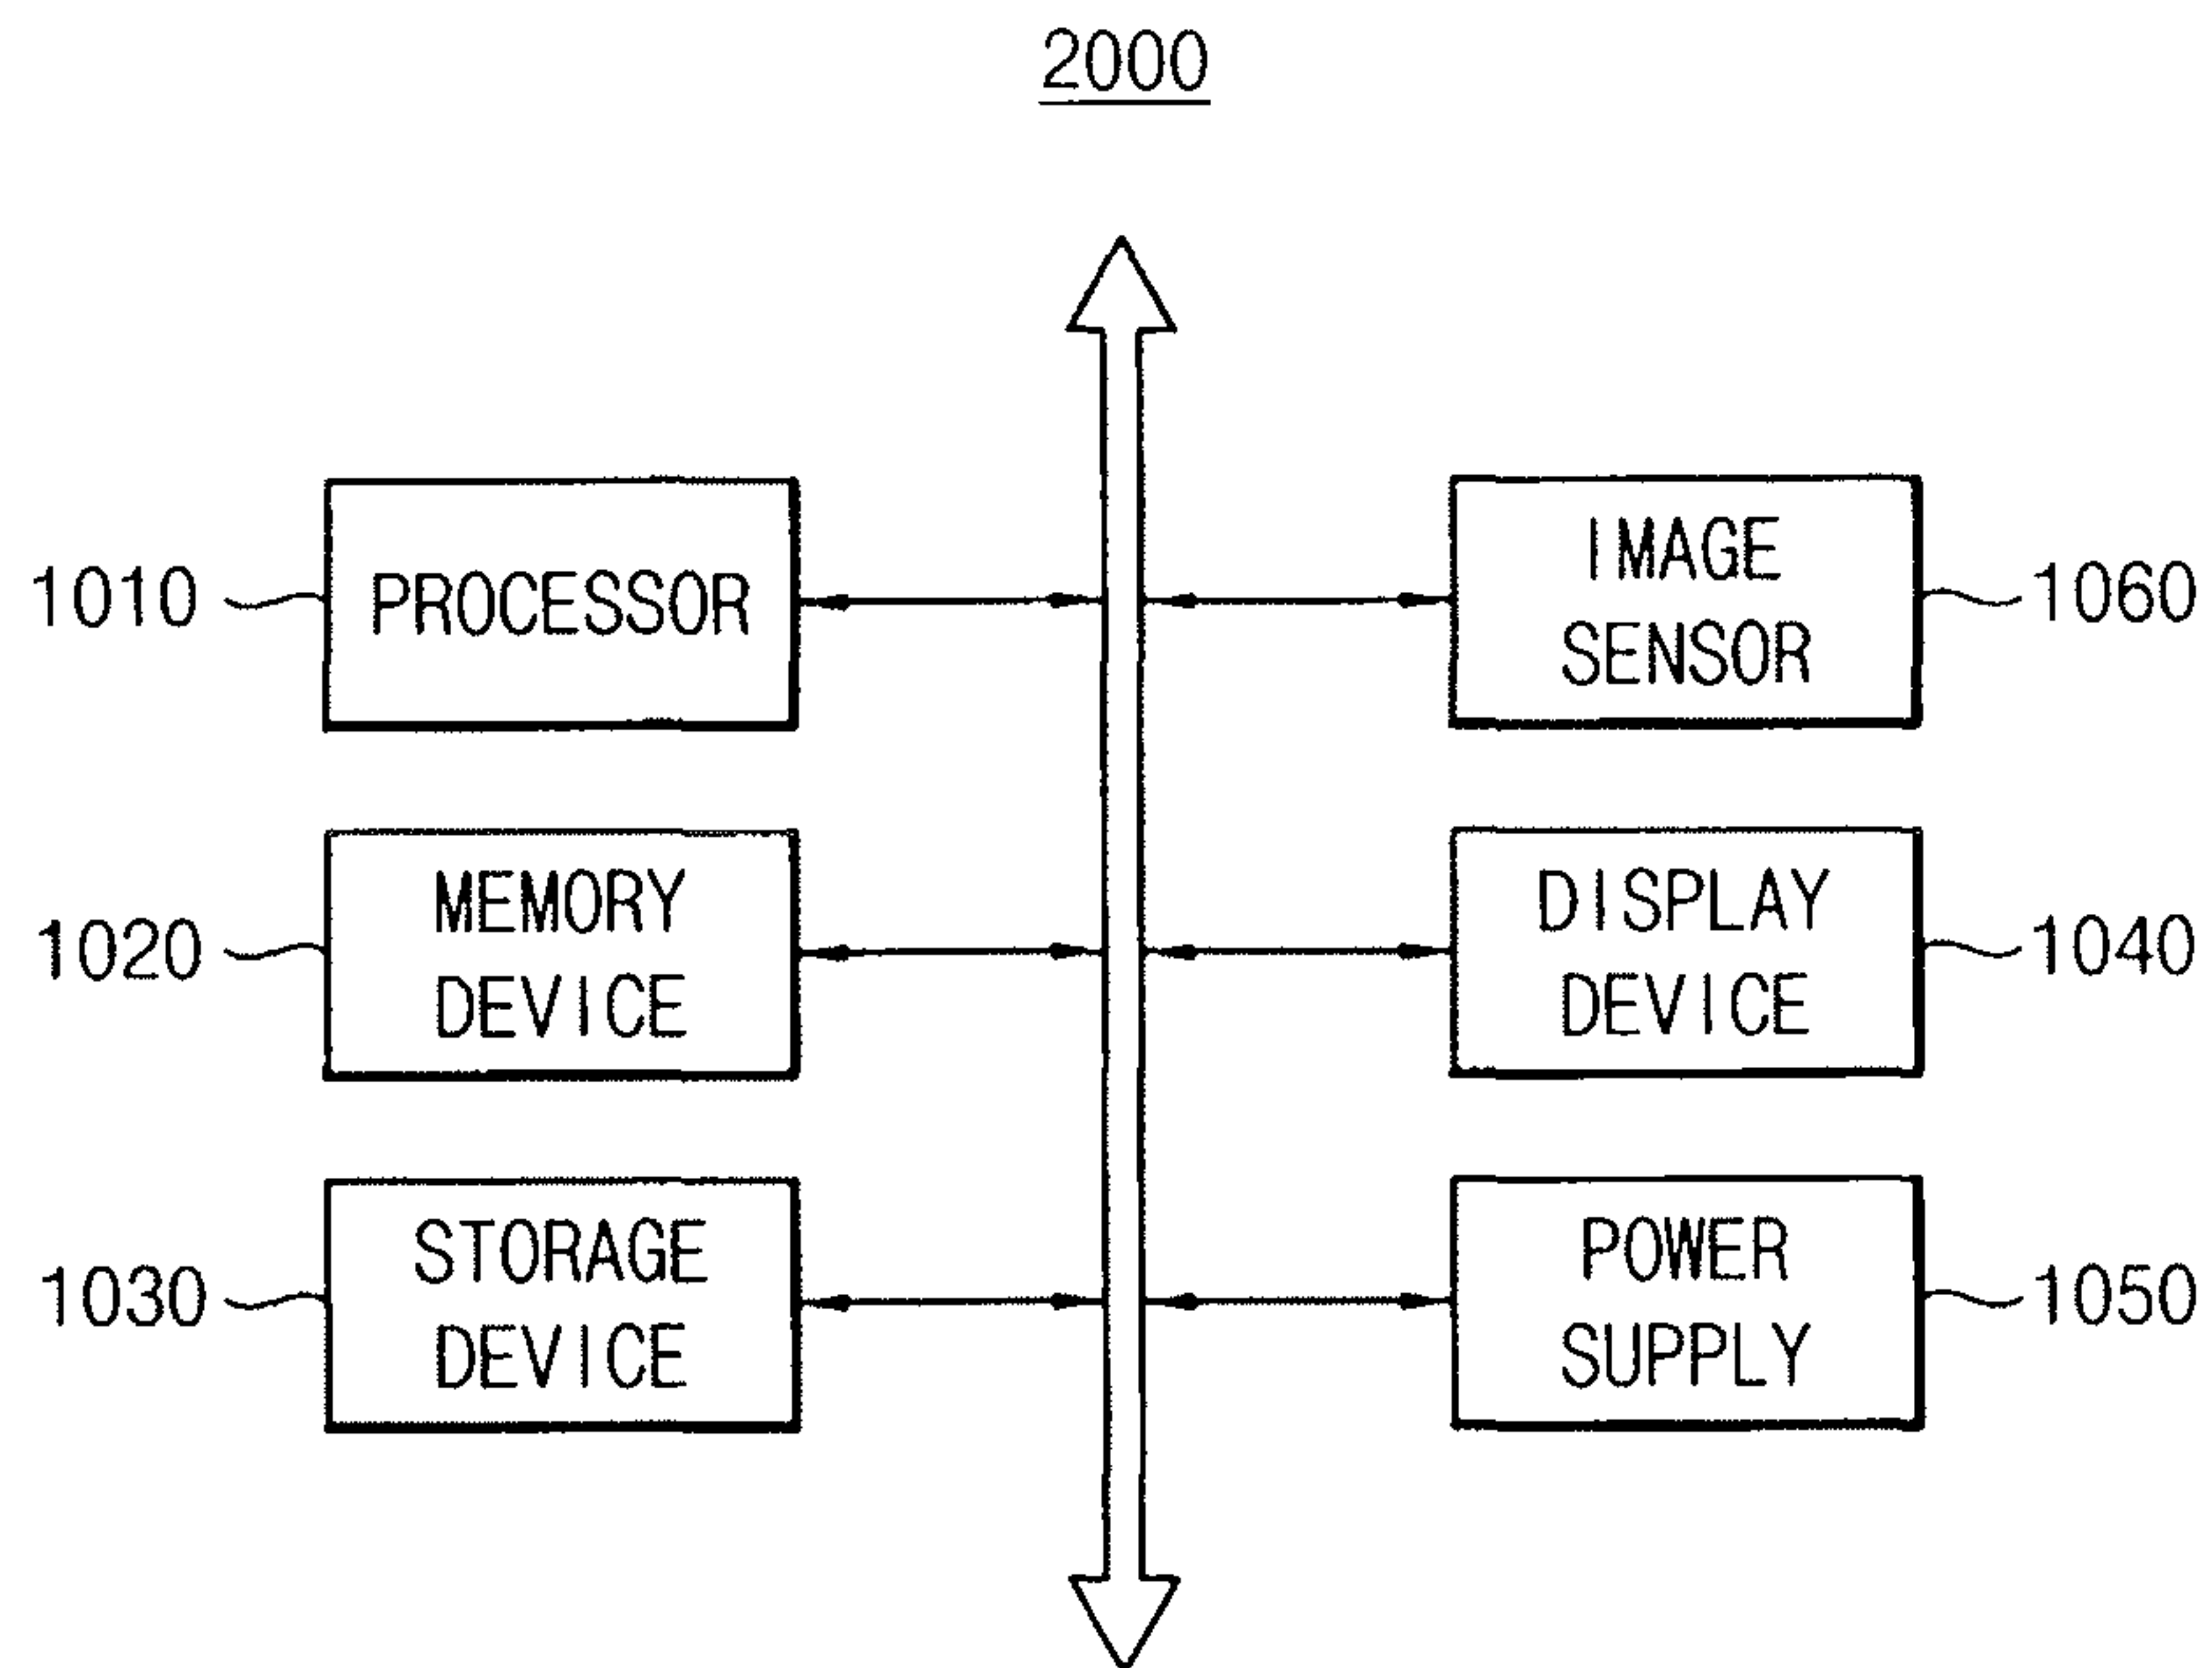 2000
1010
PROCESSOR
IMAGE
SENSOR
1060
1020
MEMORY
DEVICE
DISPLAY
DEVICE
1040
1030
STORAGE
DEVICE
POWER
SUPPLY
1050